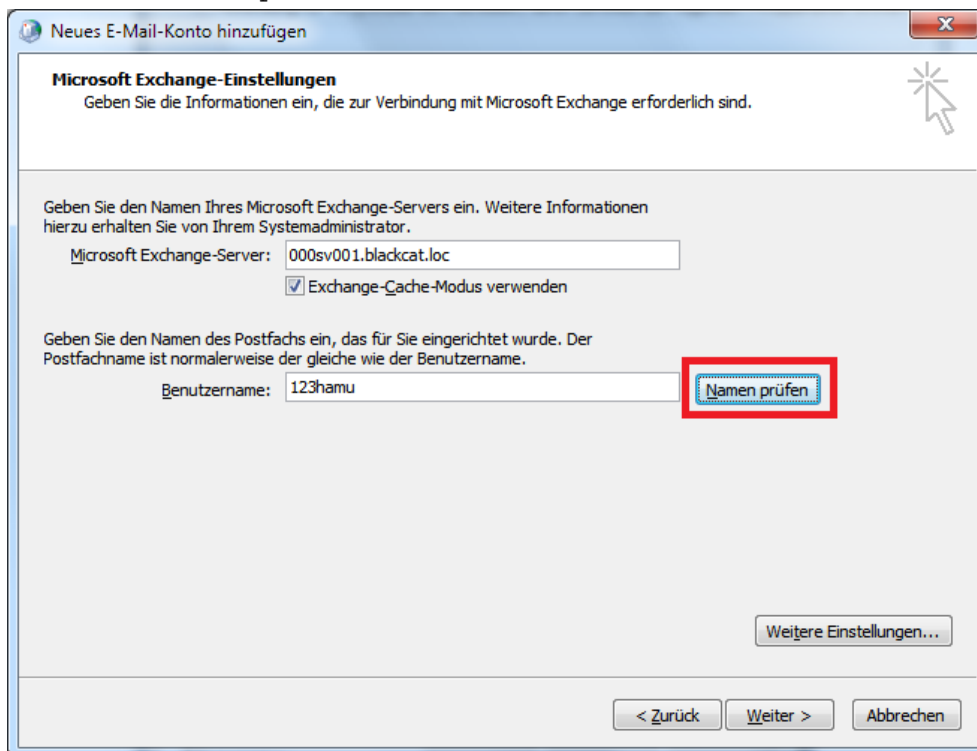 Neues E-Mail-Konto hinzufügen
Microsoft Exchange-Einstellungen
Geben Sie die Informationen ein, die zur Verbindung mit Microsoft Exchange erforderlich sind.
Geben Sie den Namen Ihres Microsoft Exchange-Servers ein. Weitere Informationen
hierzu erhalten Sie von Ihrem Systemadministrator.
Microsoft Exchange-Server: 000sv001.blackcat.loc
Exchange-Cache-Modus verwenden
Geben Sie den Namen des Postfachs ein, das für Sie eingerichtet wurde. Der
Postfachname ist normalerweise der gleiche wie der Benutzername.
Benutzername: 123hamu Namen prüfen
Weitere Einstellungen...
< Zurück Weiter > Abbrechen